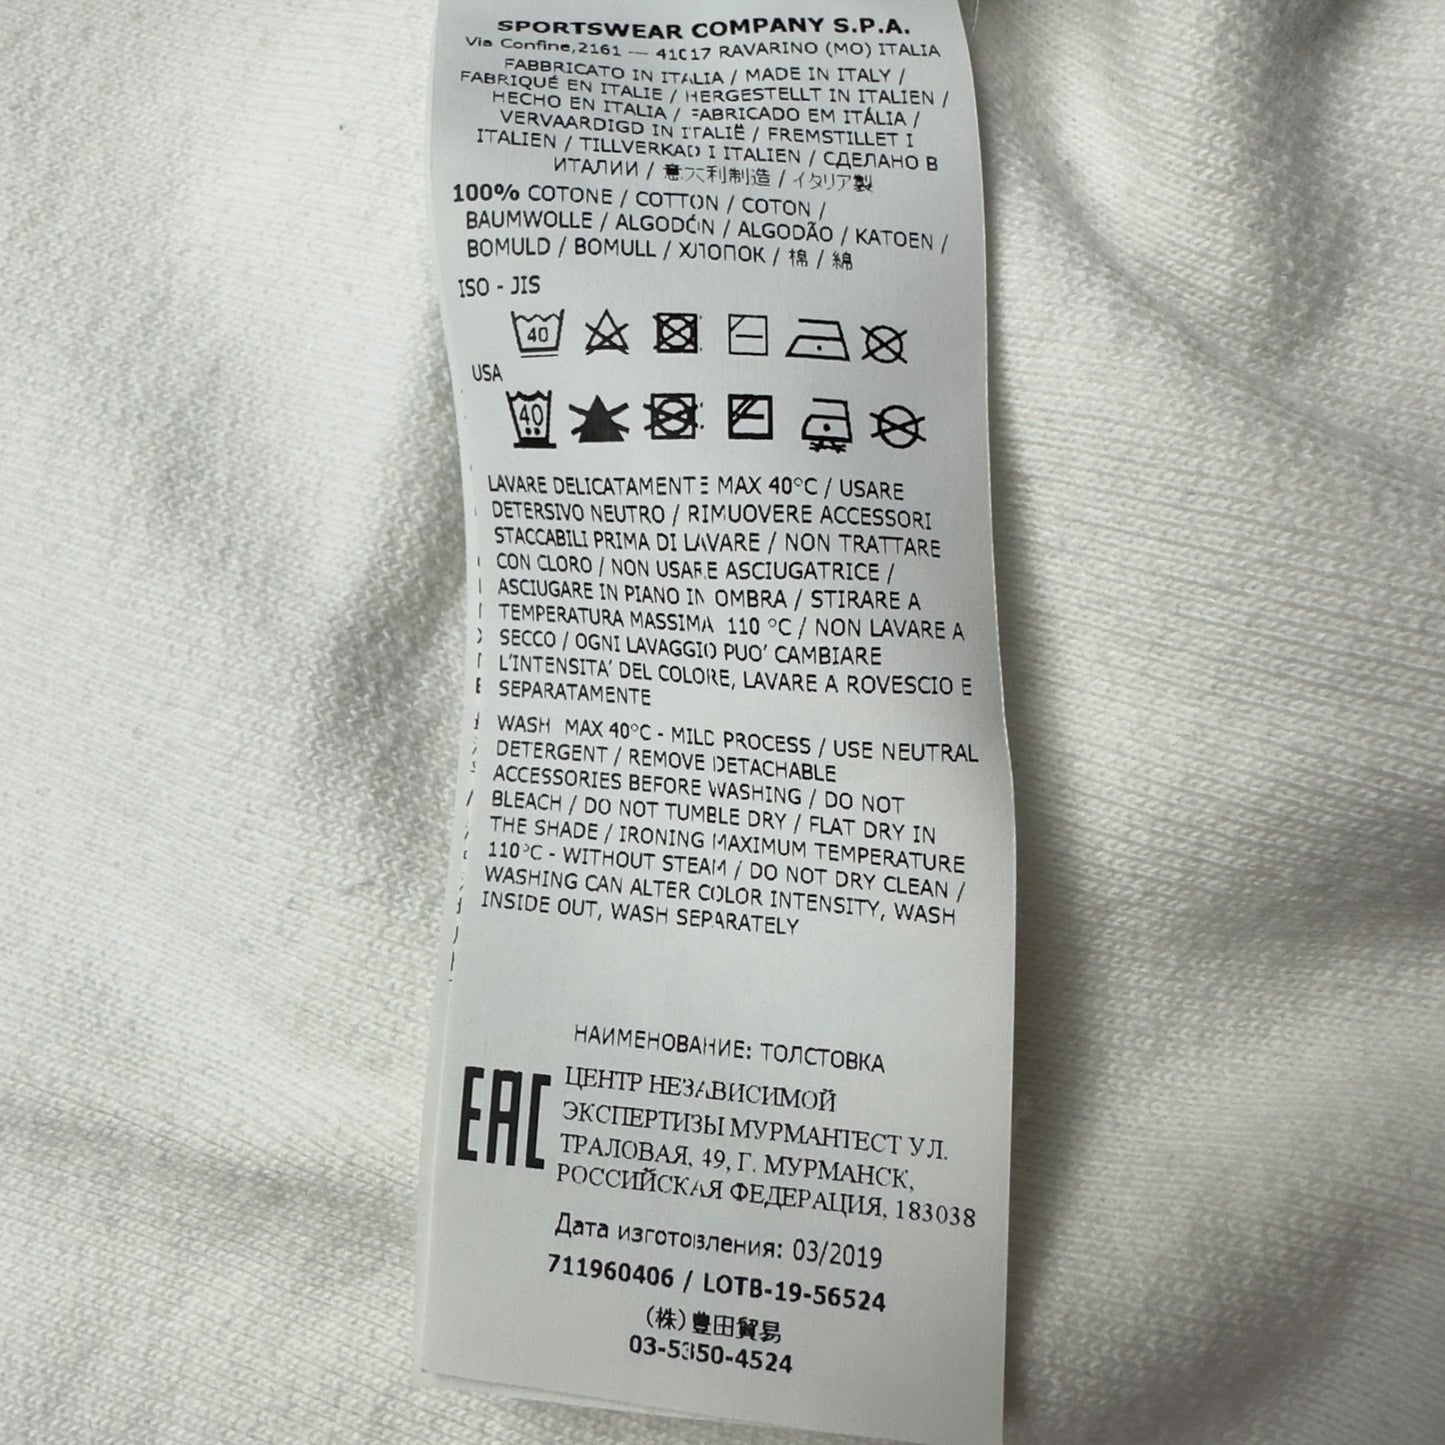 SPORTSWEAR COMPANY S.P.A.
Via Confine,2161 — 41017 RAVARINO (MO) ITALIA
FABBRICATO IN ITALIA / MADE IN ITALY /
FABRIQUÉ EN ITALIE / HERGESTELLT IN ITALIEN /
HECHO EN ITALIA / FABRICADO EM ITÁLIA /
VERVAARDIGD IN ITALIË / FREMSTILLET I
ITALIEN / TILLVERKAD I ITALIEN / СДЕЛАНО В
ИТАЛИИ / 意大利制造 / イタリア製
100% COTONE / COTTON / COTON /
BAUMWOLLE / ALGODÓN / ALGODÃO / KATOEN /
BOMULD / BOMULL / ХЛОПОК / 棉 / 綿
ISO - JIS
40
USA
40
LAVARE DELICATAMENTE MAX 40°C / USARE
DETERSIVO NEUTRO / RIMUOVERE ACCESSORI
STACCABILI PRIMA DI LAVARE / NON TRATTARE
CON CLORO / NON USARE ASCIUGATRICE /
ASCIUGARE IN PIANO IN OMBRA / STIRARE A
TEMPERATURA MASSIMA 110 °C / NON LAVARE A
SECCO / OGNI LAVAGGIO PUO' CAMBIARE
L'INTENSITA' DEL COLORE, LAVARE A ROVESCIO E
SEPARATAMENTE
WASH MAX 40°C - MILD PROCESS / USE NEUTRAL
DETERGENT / REMOVE DETACHABLE
ACCESSORIES BEFORE WASHING / DO NOT
BLEACH / DO NOT TUMBLE DRY / FLAT DRY IN
THE SHADE / IRONING MAXIMUM TEMPERATURE
110°C - WITHOUT STEAM / DO NOT DRY CLEAN /
WASHING CAN ALTER COLOR INTENSITY, WASH
INSIDE OUT, WASH SEPARATELY
НАИМЕНОВАНИЕ: ТОЛСТОВКА
EAC
ЦЕНТР НЕЗАВИСИМОЙ
ЭКСПЕРТИЗЫ МУРМАНТЕСТ УЛ.
ТРАЛОВАЯ, 49, Г. МУРМАНСК,
РОССИЙСКАЯ ФЕДЕРАЦИЯ, 183038
Дата изготовления: 03/2019
711960406 / LOTB-19-56524
(株)豊田貿易
03-5350-4524